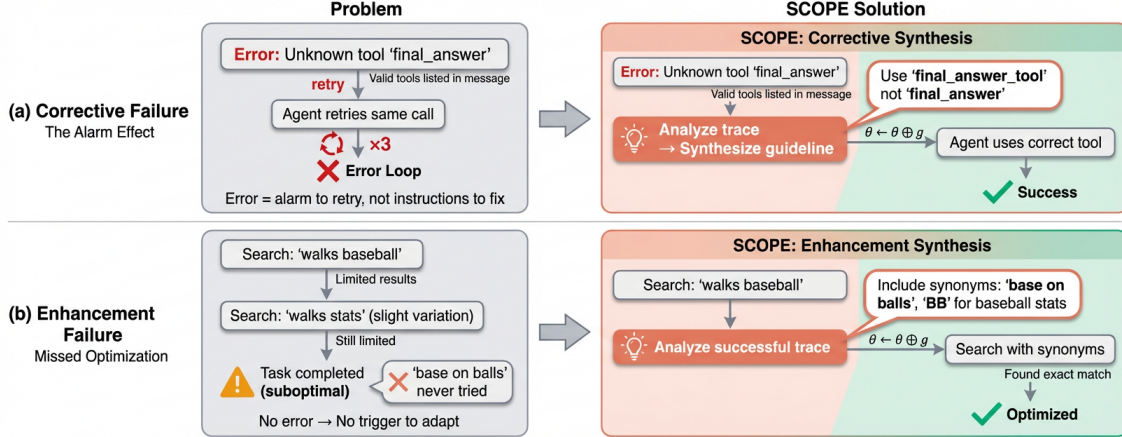 Problem
SCOPE Solution
(a) Corrective Failure
The Alarm Effect
Error: Unknown tool ‘final_answer’
retry
Valid tools listed in message
Agent retries same call
×3
Error Loop
Error = alarm to retry, not instructions to fix
SCOPE: Corrective Synthesis
Error: Unknown tool ‘final_answer’
Valid tools listed in message
Use ‘final_answer_tool’
not ‘final_answer’
Analyze trace
→ Synthesize guideline
θ ← θ ⊕ g
Agent uses correct tool
Success
(b) Enhancement
Failure
Missed Optimization
Search: ‘walks baseball’
Limited results
Search: ‘walks stats’ (slight variation)
Still limited
Task completed
(suboptimal)
‘base on balls’
never tried
No error → No trigger to adapt
SCOPE: Enhancement Synthesis
Search: ‘walks baseball’
Include synonyms: ‘base on
balls’, ‘BB’ for baseball stats
Analyze successful trace
θ ← θ ⊕ g
Search with synonyms
Found exact match
Optimized